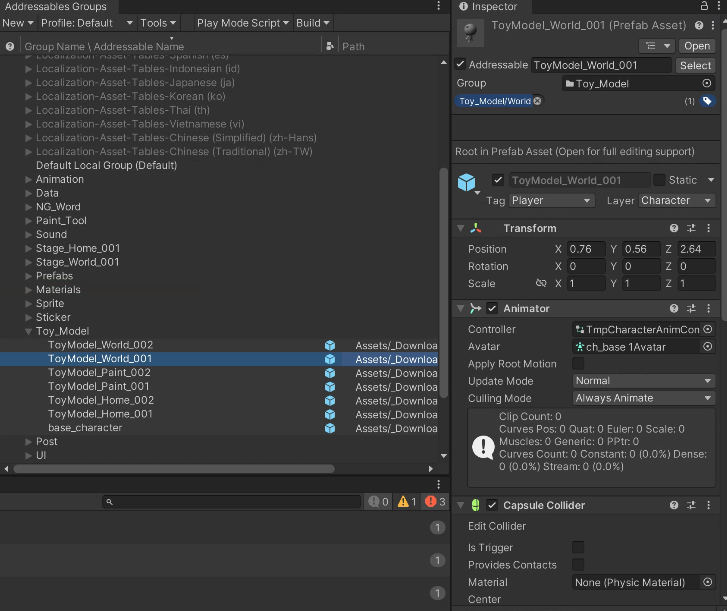 Addressables Groups
New Profile: Default Tools Play Mode Script Build
Group Name \ Addressable Name Path
Localization-Asset-Tables-Spanish (es)
Localization-Asset-Tables-Indonesian (id)
Localization-Asset-Tables-Japanese (ja)
Localization-Asset-Tables-Korean (ko)
Localization-Asset-Tables-Thai (th)
Localization-Asset-Tables-Vietnamese (vi)
Localization-Asset-Tables-Chinese (Simplified) (zh-Hans)
Localization-Asset-Tables-Chinese (Traditional) (zh-TW)
Default Local Group (Default)
Animation
Data
NG_Word
Paint_Tool
Sound
Stage_Home_001
Stage_World_001
Prefabs
Materials
Sprite
Sticker
Toy_Model
ToyModel_World_002 Assets/_Downloa
ToyModel_World_001 Assets/_Downloa
ToyModel_Paint_002 Assets/_Downloa
ToyModel_Paint_001 Assets/_Downloa
ToyModel_Home_002 Assets/_Downloa
ToyModel_Home_001 Assets/_Downloa
base_character Assets/_Downloa
Post
UI
0 1 3
1
1
1
Inspector
ToyModel_World_001 (Prefab Asset)
Open
Addressable ToyModel_World_001 Select
Group Toy_Model
Toy_Model/World (1)
Root in Prefab Asset (Open for full editing support)
ToyModel_World_001 Static
Tag Player Layer Character
Transform
Position X 0.76 Y 0.56 Z 2.64
Rotation X 0 Y 0 Z 0
Scale X 1 Y 1 Z 1
Animator
Controller TmpCharacterAnimCon
Avatar ch_base 1Avatar
Apply Root Motion
Update Mode Normal
Culling Mode Always Animate
Clip Count: 0
Curves Pos: 0 Quat: 0 Euler: 0 Scale: 0
Muscles: 0 Generic: 0 PPtr: 0
Curves Count: 0 Constant: 0 (0.0%) Dense:
0 (0.0%) Stream: 0 (0.0%)
Capsule Collider
Edit Collider
Is Trigger
Provides Contacts
Material None (Physic Material)
Center